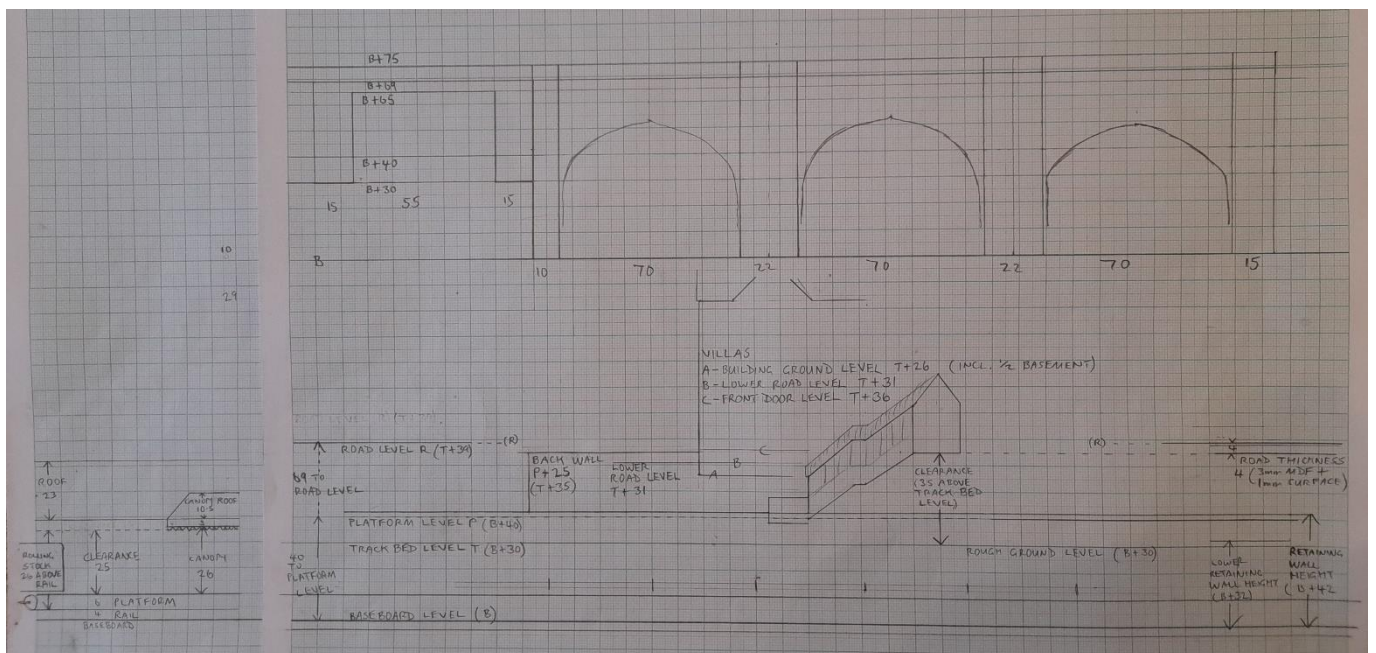 B+75
B+69
B+65
B+40
B+30
15
55
15
10
B
10
70
22
70
22
70
15
29
VILLAS
A-BUILDING GROUND LEVEL T+26 (INCL. 1/2 BASEMENT)
B-LOWER ROAD LEVEL T+31
C-FRONT DOOR LEVEL T+36
ROAD LEVEL R (T+39)
(R)
69 TO
ROAD LEVEL
BACK WALL
P+25
(T+35)
LOWER
ROAD LEVEL
T+31
C
B
A
CLEARANCE
(35 ABOVE
TRACK BED
LEVEL)
(R)
4
ROAD THICKNESS
4 (3mm MDF +
1mm SURFACE)
ROOF
23
CANOPY ROOF
10.5
PLATFORM LEVEL P (B+40)
TRACK BED LEVEL T (B+30)
ROUGH GROUND LEVEL (B+30)
40
TO
PLATFORM
LEVEL
ROLLING
STOCK
26 ABOVE
RAIL
CLEARANCE
25
CANOPY
26
LOWER
RETAINING
WALL HEIGHT
(B+32)
RETAINING
WALL
HEIGHT
(B+42
6 PLATFORM
4 RAIL
BASEBOARD
BASEBOARD LEVEL (B)